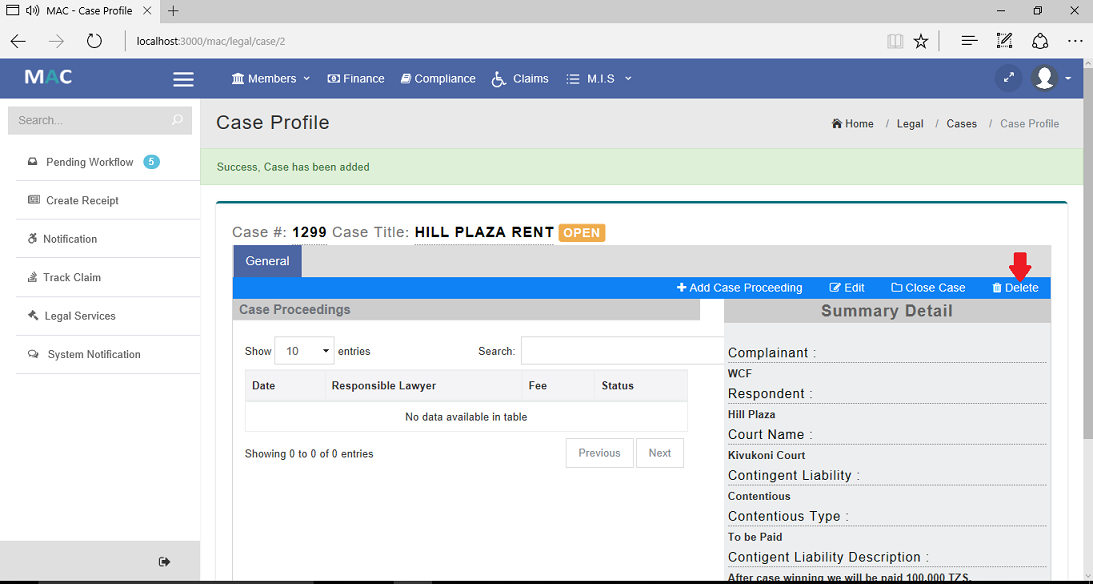 MAC - Case Profile
localhost:3000/mac/legal/case/2
MAC Members Finance Compliance Claims M.I.S
Search...
Case Profile
Home / Legal / Cases / Case Profile
Pending Workflow 5
Success, Case has been added
Create Receipt
Notification
Case #: 1299 Case Title: HILL PLAZA RENT OPEN
General
Track Claim
Add Case Proceeding Edit Close Case Delete
Legal Services
Case Proceedings
Summary Detail
System Notification
Show 10 entries Search:
Date Responsible Lawyer Fee Status
No data available in table
Showing 0 to 0 of 0 entries
Previous Next
Complainant :
WCF
Respondent :
Hill Plaza
Court Name :
Kivukoni Court
Contingent Liability :
Contentious
Contentious Type :
To be Paid
Contigent Liability Description :
After case winning we will be paid 100,000 TZS.